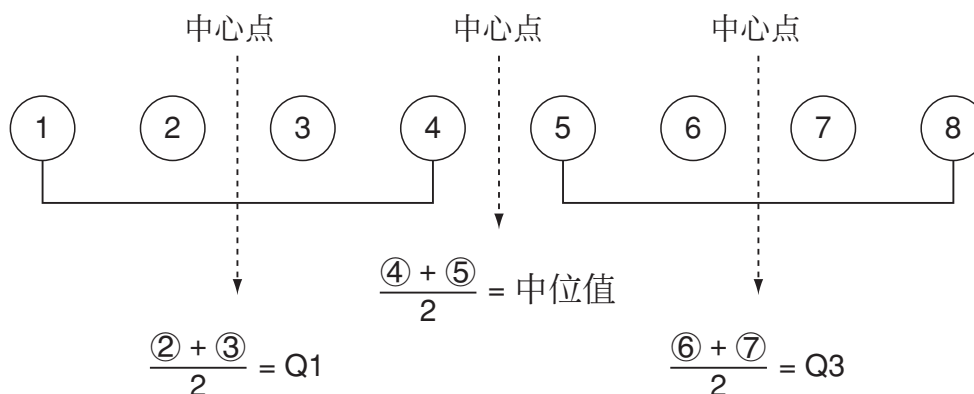 中心点 中心点 中心点
1 2 3 4 5 6 7 8
(④ + ⑤)/2 = 中位值
(② + ③)/2 = Q1 (⑥ + ⑦)/2 = Q3